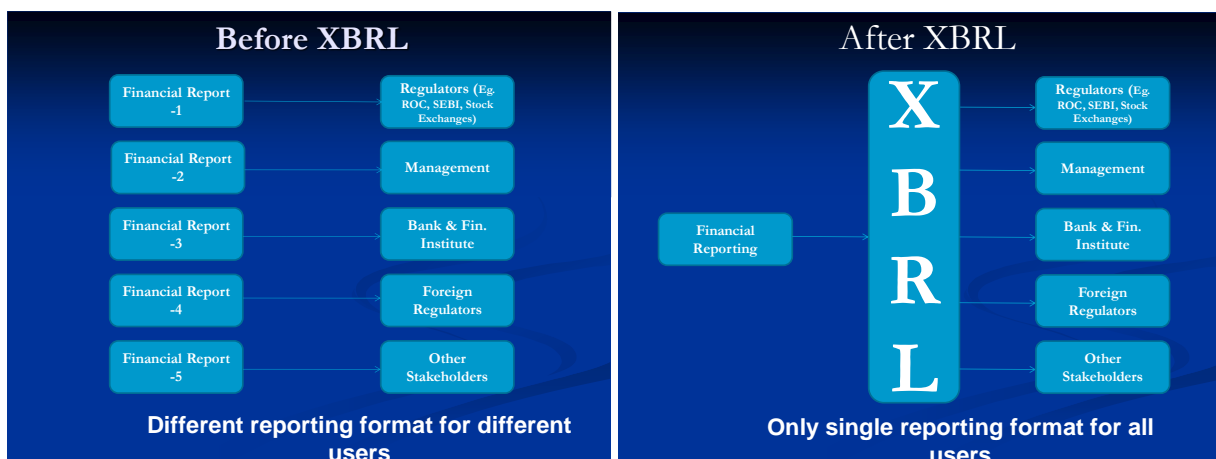 Before XBRL
Financial Report
-1
Regulators (Eg.
ROC, SEBI, Stock
Exchanges)
Financial Report
-2
Management
Financial Report
-3
Bank & Fin.
Institute
Financial Report
-4
Foreign
Regulators
Financial Report
-5
Other
Stakeholders
Different reporting format for different
users
After XBRL
Financial
Reporting
X
B
R
L
Regulators (Eg.
ROC, SEBI, Stock
Exchanges)
Management
Bank & Fin.
Institute
Foreign
Regulators
Other
Stakeholders
Only single reporting format for all
users